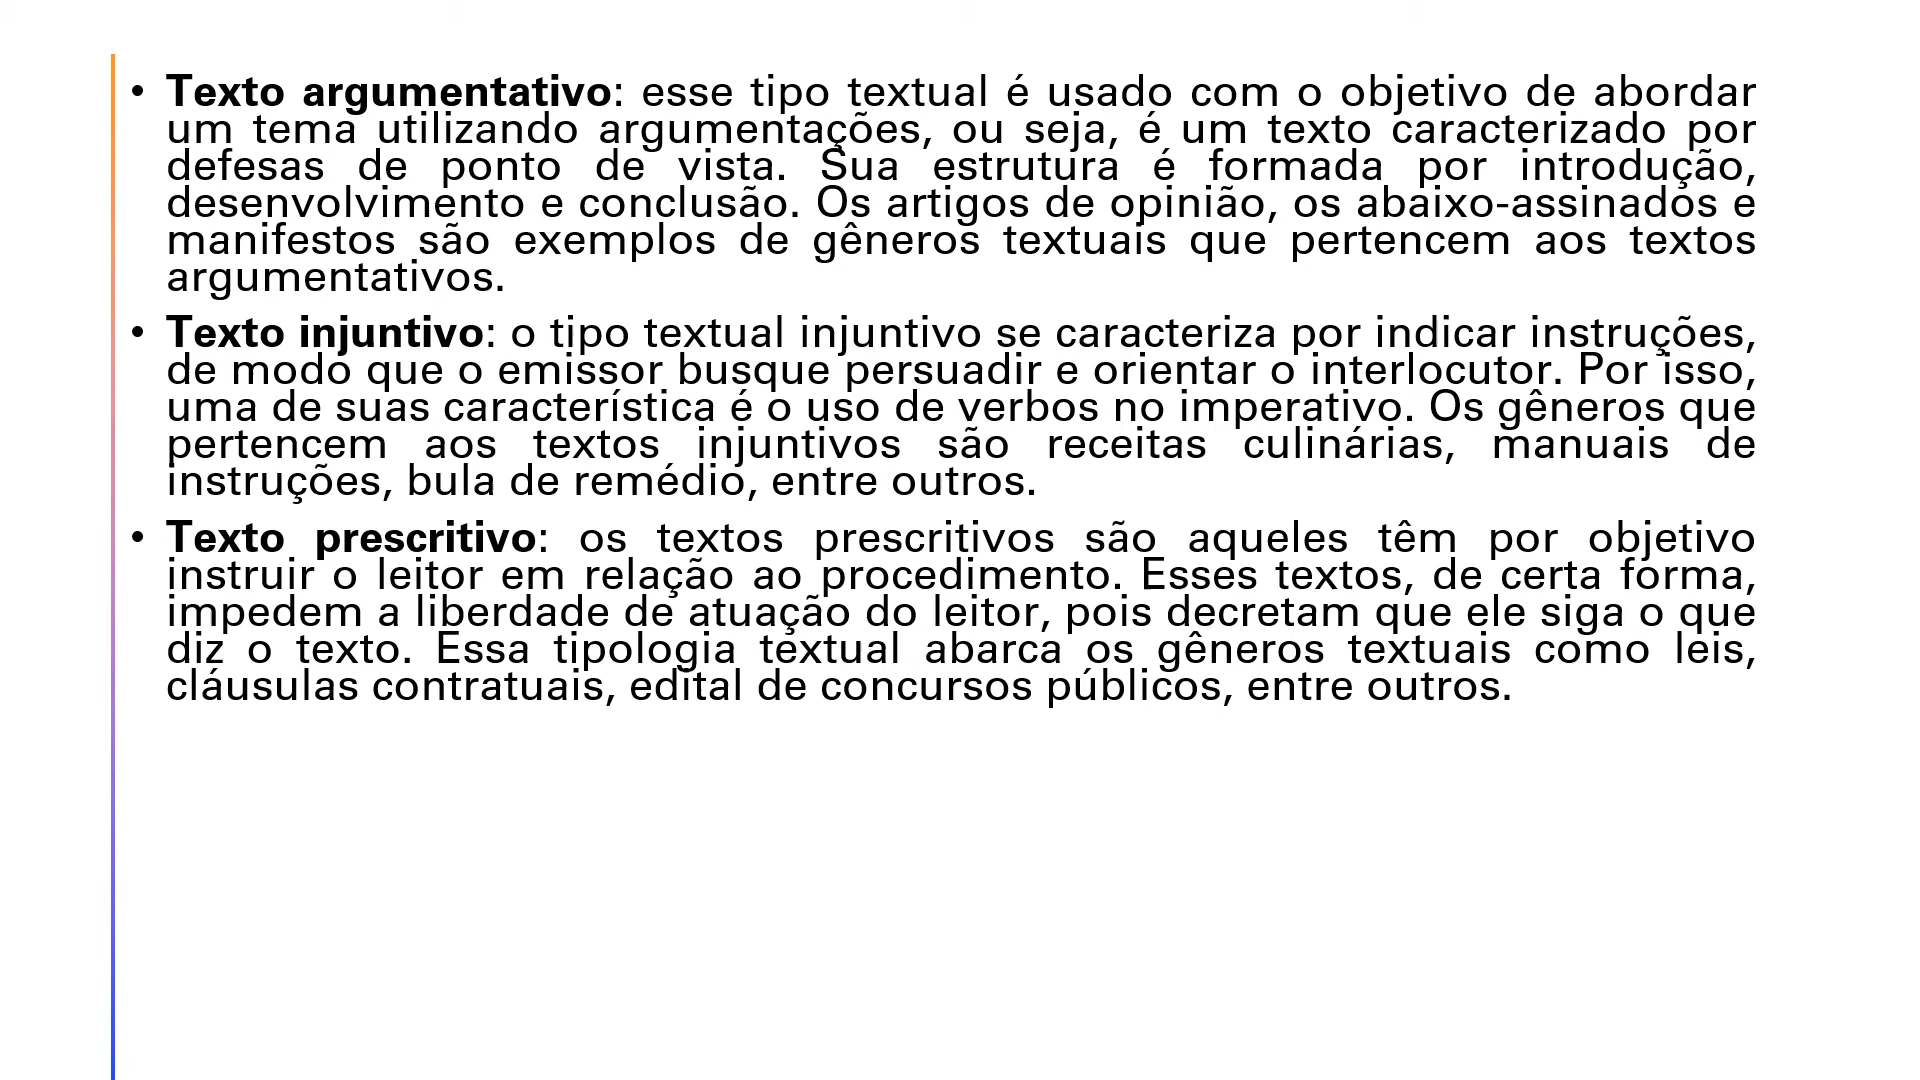 • Texto argumentativo: esse tipo textual é usado com o objetivo de abordar
um tema utilizando argumentações, ou seja, é um texto caracterizado por
defesas de ponto de vista. Sua estrutura é formada por introdução,
desenvolvimento e conclusão. Os artigos de opinião, os abaixo-assinados e
manifestos são exemplos de gêneros textuais que pertencem aos textos
argumentativos.
• Texto injuntivo: o tipo textual injuntivo se caracteriza por indicar instruções,
de modo que o emissor busque persuadir e orientar o interlocutor. Por isso,
uma de suas característica é o uso de verbos no imperativo. Os gêneros que
pertencem aos textos injuntivos são receitas culinárias, manuais de
instruções, bula de remédio, entre outros.
• Texto prescritivo: os textos prescritivos são aqueles têm por objetivo
instruir o leitor em relação ao procedimento. Esses textos, de certa forma,
impedem a liberdade de atuação do leitor, pois decretam que ele siga o que
diz o texto. Essa tipologia textual abarca os gêneros textuais como leis,
cláusulas contratuais, edital de concursos públicos, entre outros.